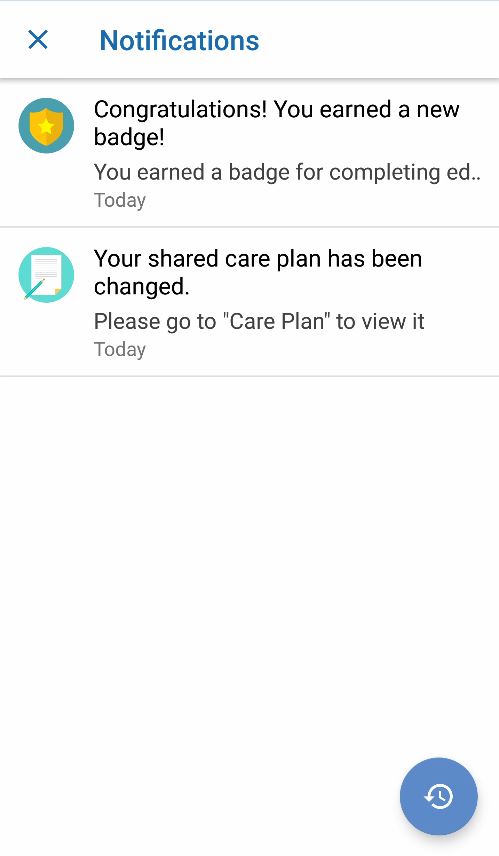 Notifications
Congratulations! You earned a new
badge!
You earned a badge for completing ed..
Today
Your shared care plan has been
changed.
Please go to "Care Plan" to view it
Today